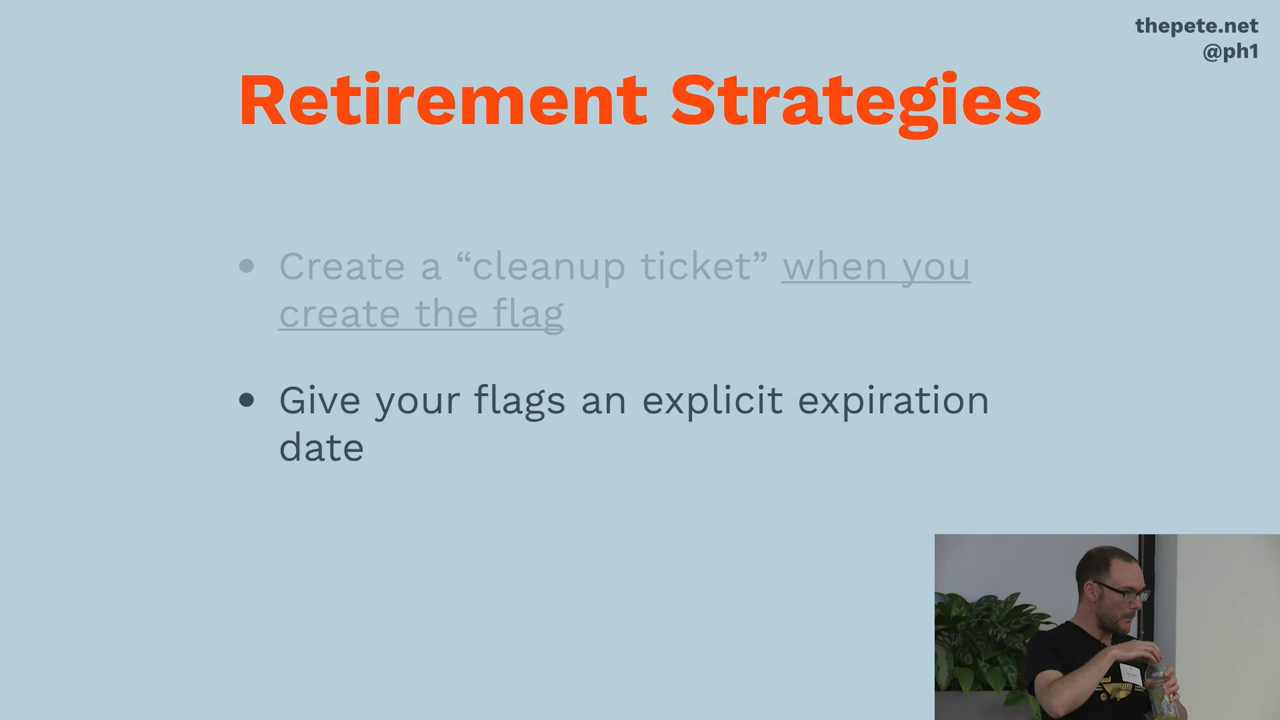 thepete.net
@ph1
Retirement Strategies
• Create a “cleanup ticket” when you
create the flag
• Give your flags an explicit expiration
date